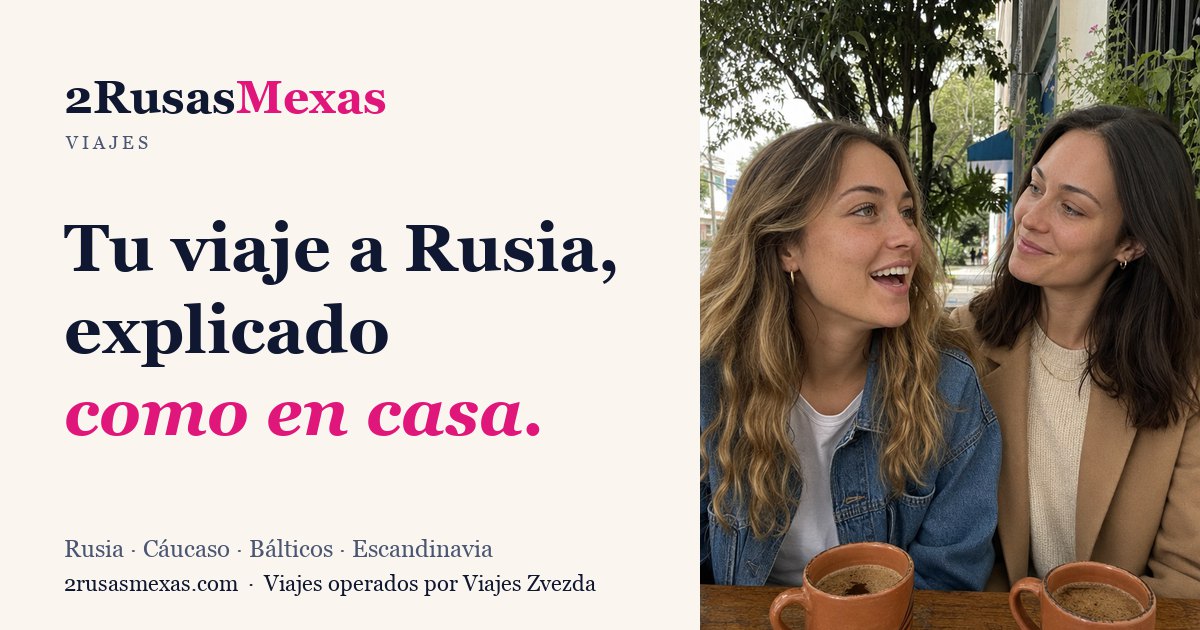 2RusasMexas
VIAJES
Tu viaje a Rusia,
explicado
como en casa.
Rusia · Cáucaso · Bálticos · Escandinavia
2rusasmexas.com · Viajes operados por Viajes Zvezda